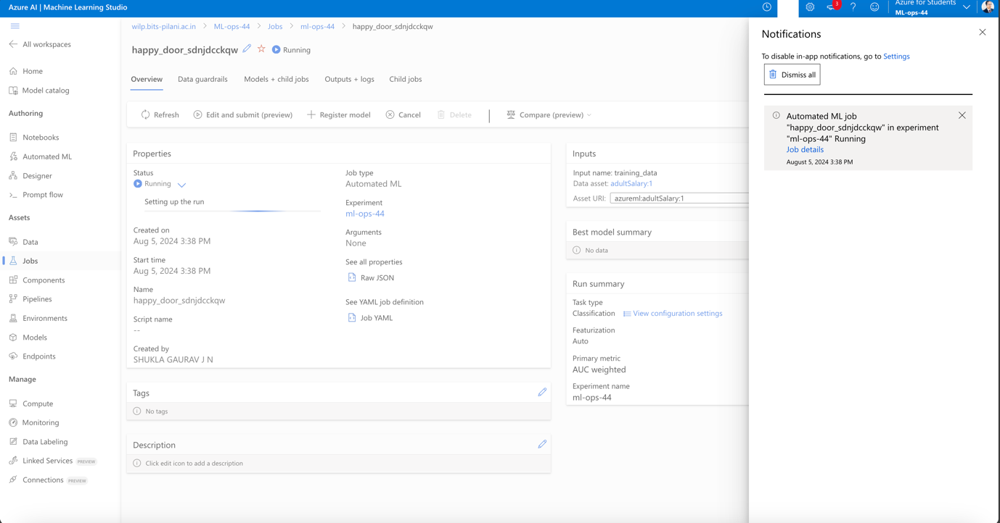 Azure AI | Machine Learning Studio
3
Azure for Students
ML-ops-44
All workspaces
Home
Model catalog
Authoring
Notebooks
Automated ML
Designer
Prompt flow
Assets
Data
Jobs
Components
Pipelines
Environments
Models
Endpoints
Manage
Compute
Monitoring
Data Labeling
Linked Services PREVIEW
Connections PREVIEW
wilp.bits-pilani.ac.in > ML-ops-44 > Jobs > ml-ops-44 > happy_door_sdnjdcckqw
happy_door_sdnjdcckqw Running
Overview Data guardrails Models + child jobs Outputs + logs Child jobs
Refresh Edit and submit (preview) Register model Cancel Delete Compare (preview)
Properties
Status
Running
Setting up the run
Created on
Aug 5, 2024 3:38 PM
Start time
Aug 5, 2024 3:38 PM
Name
happy_door_sdnjdcckqw
Script name
--
Created by
SHUKLA GAURAV J N
Job type
Automated ML
Experiment
ml-ops-44
Arguments
None
See all properties
Raw JSON
See YAML job definition
Job YAML
Tags
No tags
Description
Click edit icon to add a description
Inputs
Input name: training_data
Data asset: adultSalary:1
Asset URI: azureml:adultSalary:1
Best model summary
No data
Run summary
Task type
Classification View configuration settings
Featurization
Auto
Primary metric
AUC weighted
Experiment name
ml-ops-44
Notifications
To disable in-app notifications, go to Settings
Dismiss all
Automated ML job
"happy_door_sdnjdcckqw" in experiment
"ml-ops-44" Running
Job details
August 5, 2024 3:38 PM